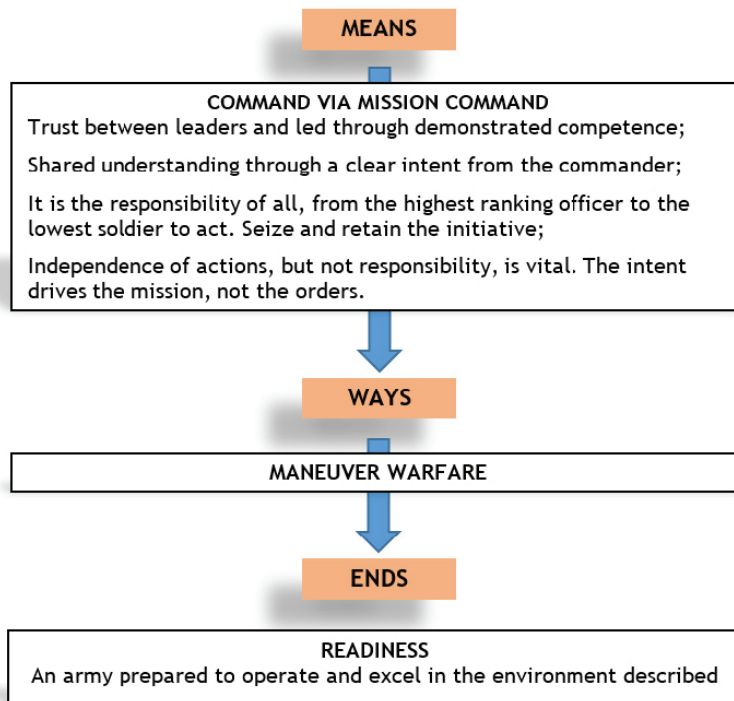 MEANS
COMMAND VIA MISSION COMMAND
Trust between leaders and led through demonstrated competence;
Shared understanding through a clear intent from the commander;
It is the responsibility of all, from the highest ranking officer to the
lowest soldier to act. Seize and retain the initiative;
Independence of actions, but not responsibility, is vital. The intent
drives the mission, not the orders.
WAYS
MANEUVER WARFARE
ENDS
READINESS
An army prepared to operate and excel in the environment described